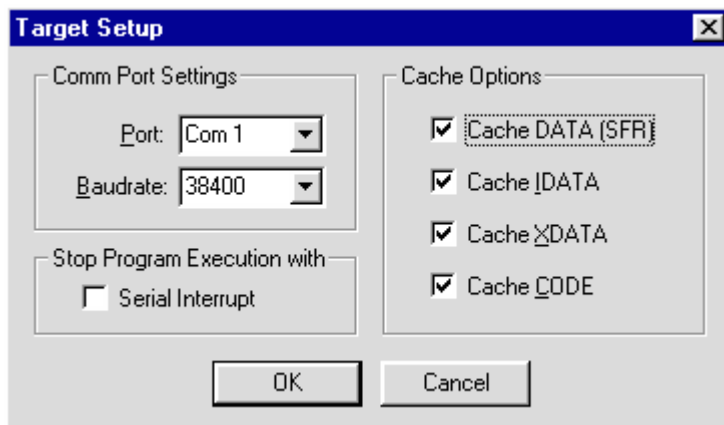 Target Setup
Comm Port Settings
Port: Com 1
Baudrate: 38400
Stop Program Execution with
Serial Interrupt
Cache Options
Cache DATA (SFR)
Cache IDATA
Cache XDATA
Cache CODE
OK
Cancel